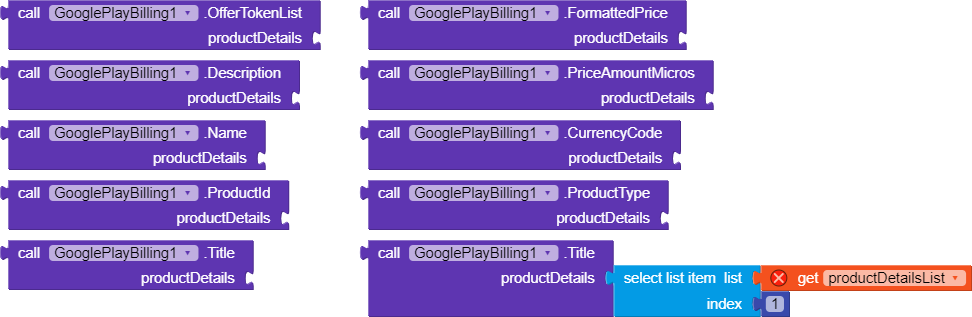 call GooglePlayBilling1 .OfferTokenList
productDetails
call GooglePlayBilling1 .Description
productDetails
call GooglePlayBilling1 .Name
productDetails
call GooglePlayBilling1 .ProductId
productDetails
call GooglePlayBilling1 .Title
productDetails
call GooglePlayBilling1 .FormattedPrice
productDetails
call GooglePlayBilling1 .PriceAmountMicros
productDetails
call GooglePlayBilling1 .CurrencyCode
productDetails
call GooglePlayBilling1 .ProductType
productDetails
call GooglePlayBilling1 .Title
productDetails select list item list get productDetailsList
index 1